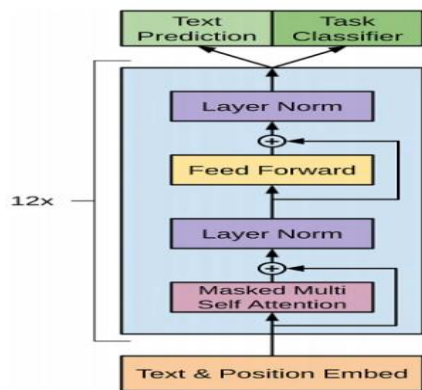 Text
Prediction
Task
Classifier
12x
Layer Norm
Feed Forward
Layer Norm
Masked Multi
Self Attention
Text & Position Embed